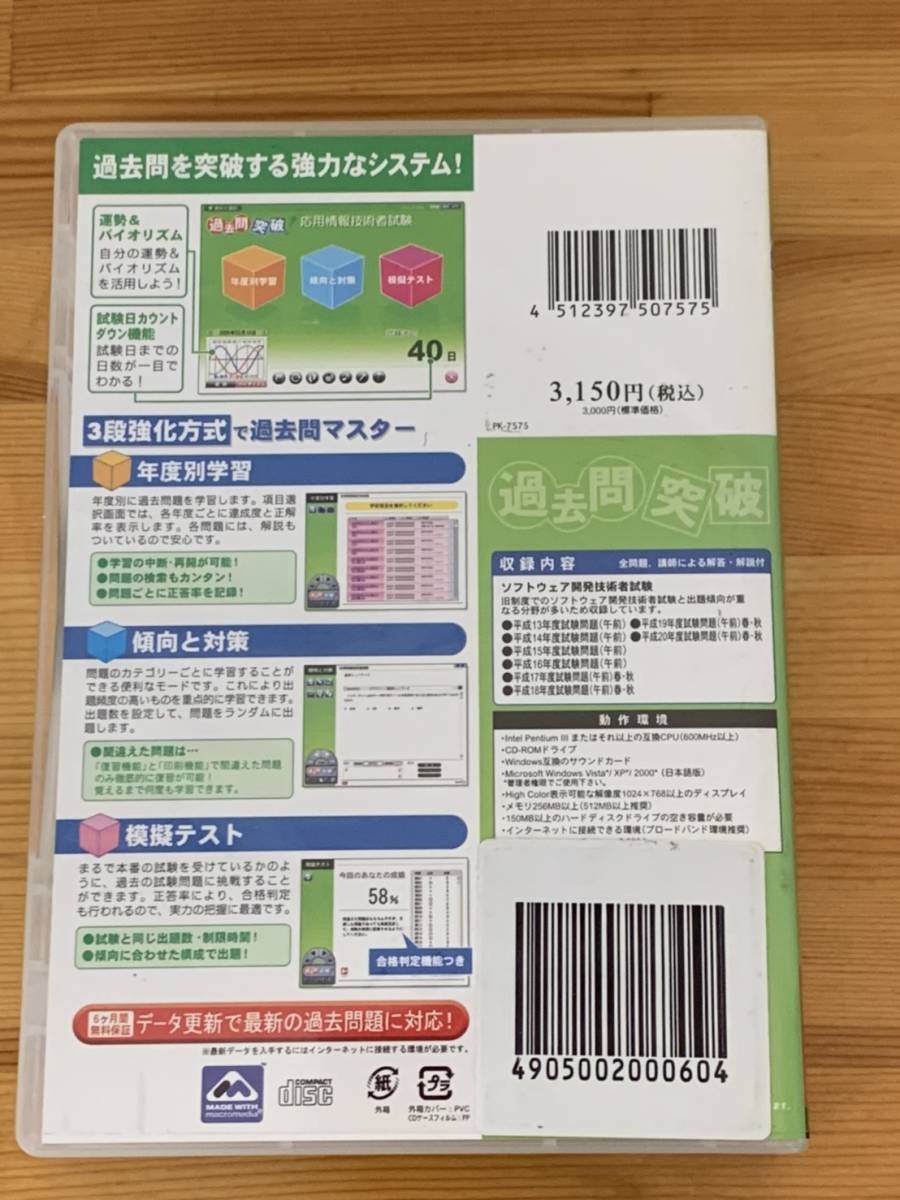 過去問を突破する強力なシステム!
運勢&
バイオリズム
自分の運勢&
バイオリズム
を活用しよう!
試験日カウント
ダウン機能
試験日までの
日数が一目で
わかる!
過去問 突破 応用情報技術者試験
年度別学習 傾向と対策 模擬テスト
40日
3段強化方式で過去問マスター
年度別学習
年度別に過去問題を学習します。項目選
択画面では、各年度ごとに達成度と正解
率を表示します。各問題には、解説も
ついているので安心です。
●学習の中断・再開が可能!
●問題の検索もカンタン!
●問題ごとに正答率を記録!
年度別学習
学習項目を選択してください
傾向と対策
問題のカテゴリーごとに学習することが
できる便利なモードです。これにより出
題頻度の高いものを重点的に学習できます。
出題数を設定して、問題をランダムに出
題します。
●間違えた問題は…
「復習機能」と「印刷機能」で間違えた問題
のみ徹底的に復習が可能!
覚えるまで何度も学習できます。
傾向と対策
模擬テスト
まるで本番の試験を受けているかのよ
うに、過去の試験問題に挑戦すること
ができます。正答率により、合格判定
も行われるので、実力の把握に最適です。
●試験と同じ出題数・制限時間!
●傾向に合わせた構成で出題!
模擬テスト
今回のあなたの成績
58%
合格判定機能つき
6ヶ月間
無料保証
データ更新で最新の過去問題に対応!
※最新データを入手するにはインターネットに接続する環境が必要です。
MADE WITH
macromedia
COMPACT
disc
紙
外箱
プラ
外箱カバー:PVC
CDケースフィルム:PP
4 512397 507575
3,150円(税込)
3,000円(標準価格)
PK-7575
過去問 突破
収録内容 全問題、講師による解答・解説付
ソフトウェア開発技術者試験
旧制度でのソフトウェア開発技術者試験と出題傾向が重
なる分野が多いため収録しています。
●平成13年度試験問題(午前) ●平成19年度試験問題(午前)春・秋
●平成14年度試験問題(午前) ●平成20年度試験問題(午前)春・秋
●平成15年度試験問題(午前)
●平成16年度試験問題(午前)
●平成17年度試験問題(午前)春・秋
●平成18年度試験問題(午前)春・秋
動作環境
・Intel Pentium III またはそれ以上の互換CPU(600MHz以上)
・CD-ROMドライブ
・Windows互換のサウンドカード
・Microsoft Windows Vista*/XP*/2000*(日本語版)
*管理者権限でご使用下さい。
・High Color表示可能な解像度1024×768以上のディスプレイ
・メモリ256MB以上(512MB以上推奨)
・150MB以上のハードディスクドライブの空き容量が必要
・インターネットに接続できる環境(ブロードバンド環境推奨)
4905002000604
ます。